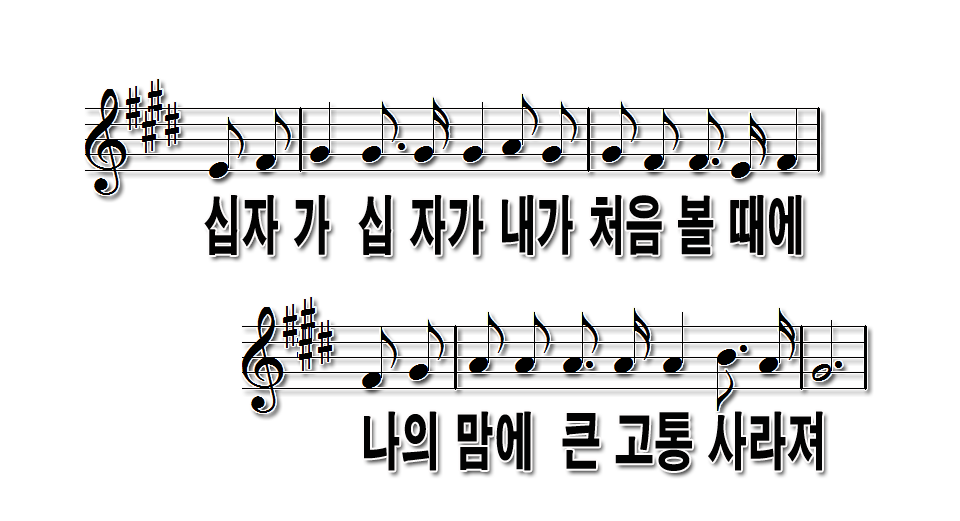 십자 가 십 자가 내가 처음 볼 때에
나의 맘에 큰 고통 사라져